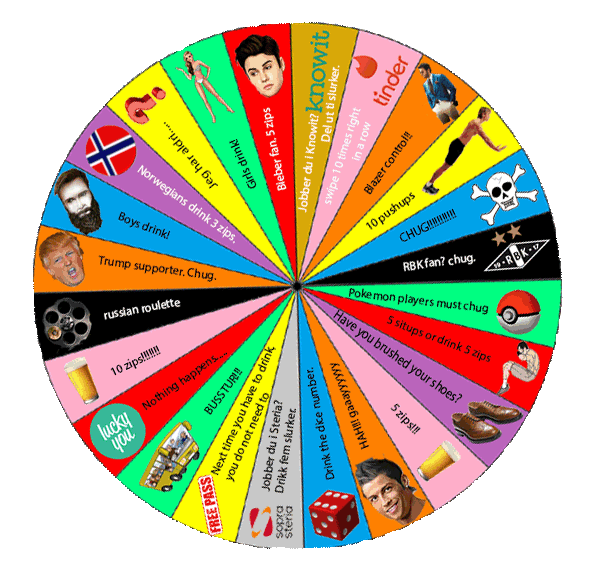 Jobber du i Knowit?
Del ut ti slurker.
knowit
swipe 10 times right
in a row
tinder
Blazer control!!
10 pushups
CHUG!!!!!!!!!!!
RBK fan? chug.
19 RBK 17
Pokemon players must chug
5 situps or drink 5 zips
Have you brushed your shoes?
5 zips!!!
HAH!!! gaaayyyyy
Drink the dice number.
Jobber du i Steria?
Drikk fem slurker.
sopra
steria
Next time you have to drink,
you do not need to
FREE PASS
BUSSTUR!!
Nothing happens....
lucky
you
10 zips!!!!!!!
russian roulette
Trump supporter. Chug.
Boys drink!
Norwegians drink 3 zips.
Jeg har aldri.....
Girls drink!
Bieber fan. 5 zips